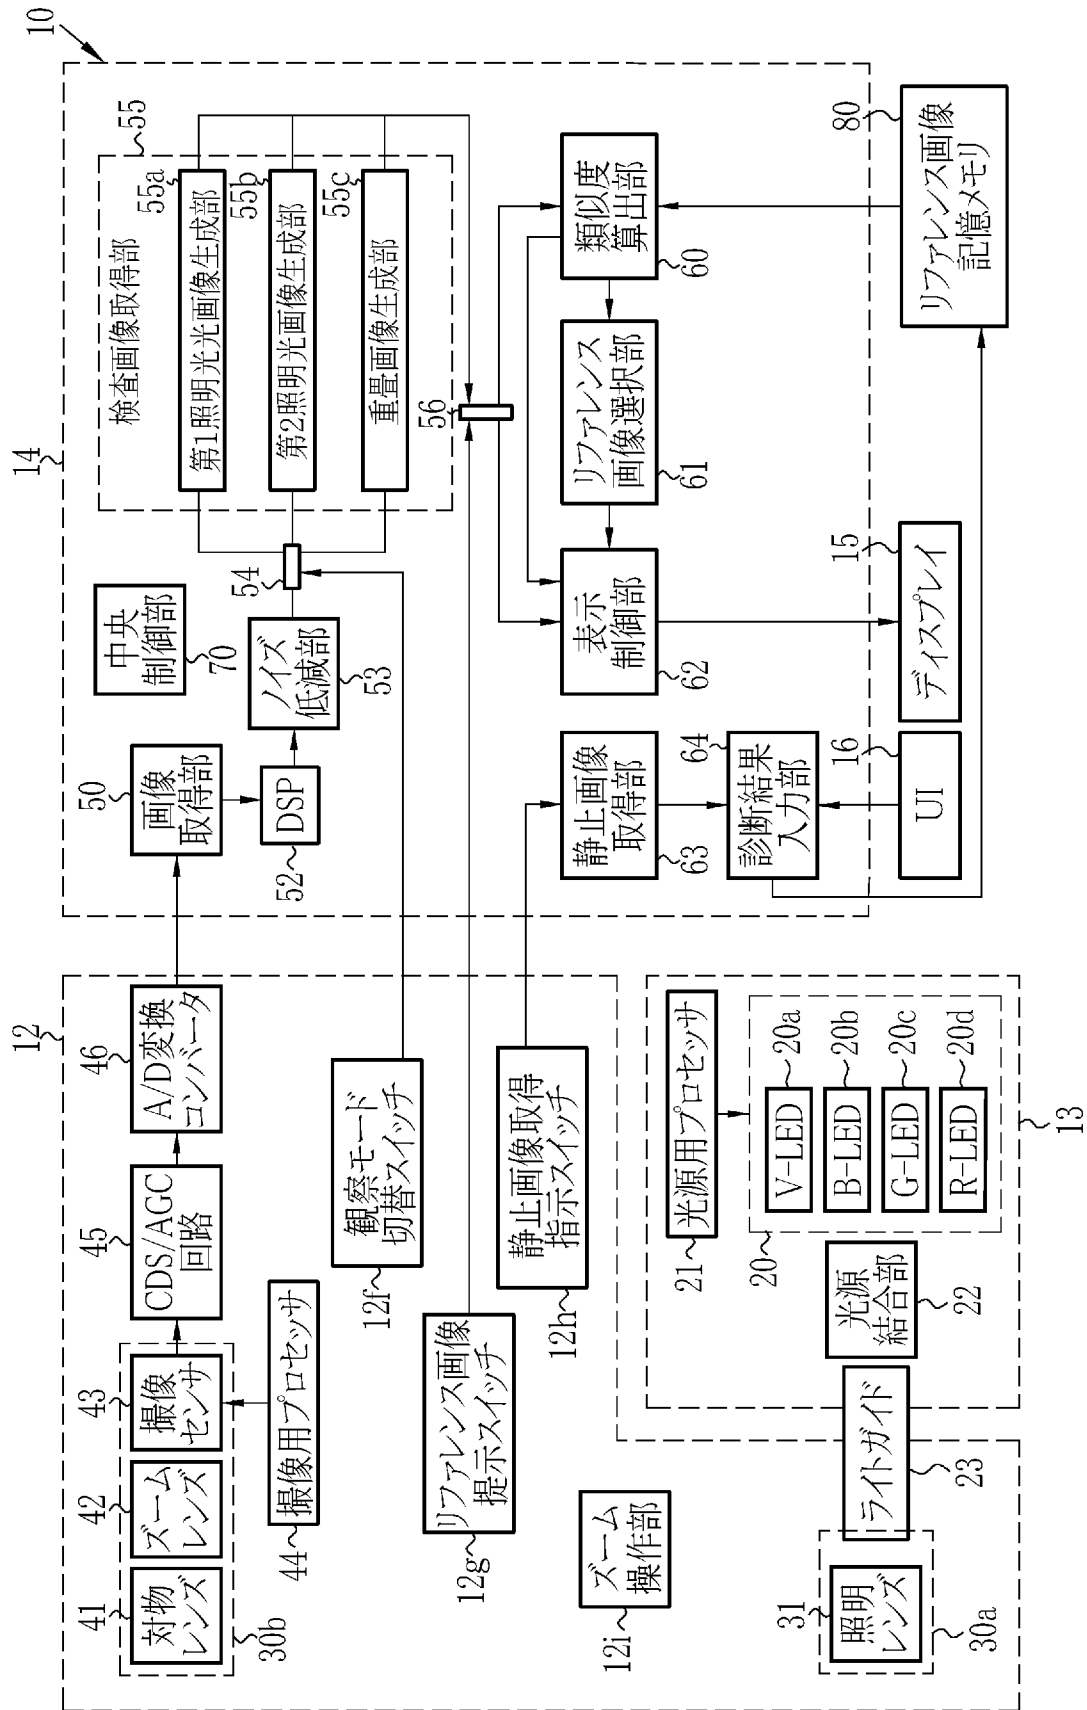 10
14
検査画像取得部
55
第1照明光光画像生成部
55a
第2照明光画像生成部
55b
重畳画像生成部
55c
中央
制御部
70
54
56
50
画像
取得部
DSP
52
ノイズ
低減部
53
類似度
算出部
60
リファレンス
画像選択部
61
表示
制御部
62
静止画像
取得部
63
診断結果
入力部
64
リファレンス画像
記憶メモリ
80
ディスプレイ
15
UI
16
12
対物
レンズ
41
ズーム
レンズ
42
撮像
センサ
43
30b
CDS/AGC
回路
45
A/D変換
コンバータ
46
撮像用プロセッサ
44
観察モード
切替スイッチ
12f
リファレンス画像
提示スイッチ
12g
静止画像取得
指示スイッチ
12h
ズーム
操作部
12i
照明
レンズ
31
30a
ライトガイド
23
光源
結合部
22
光源用プロセッサ
21
V-LED
20a
B-LED
20b
G-LED
20c
R-LED
20d
20
13